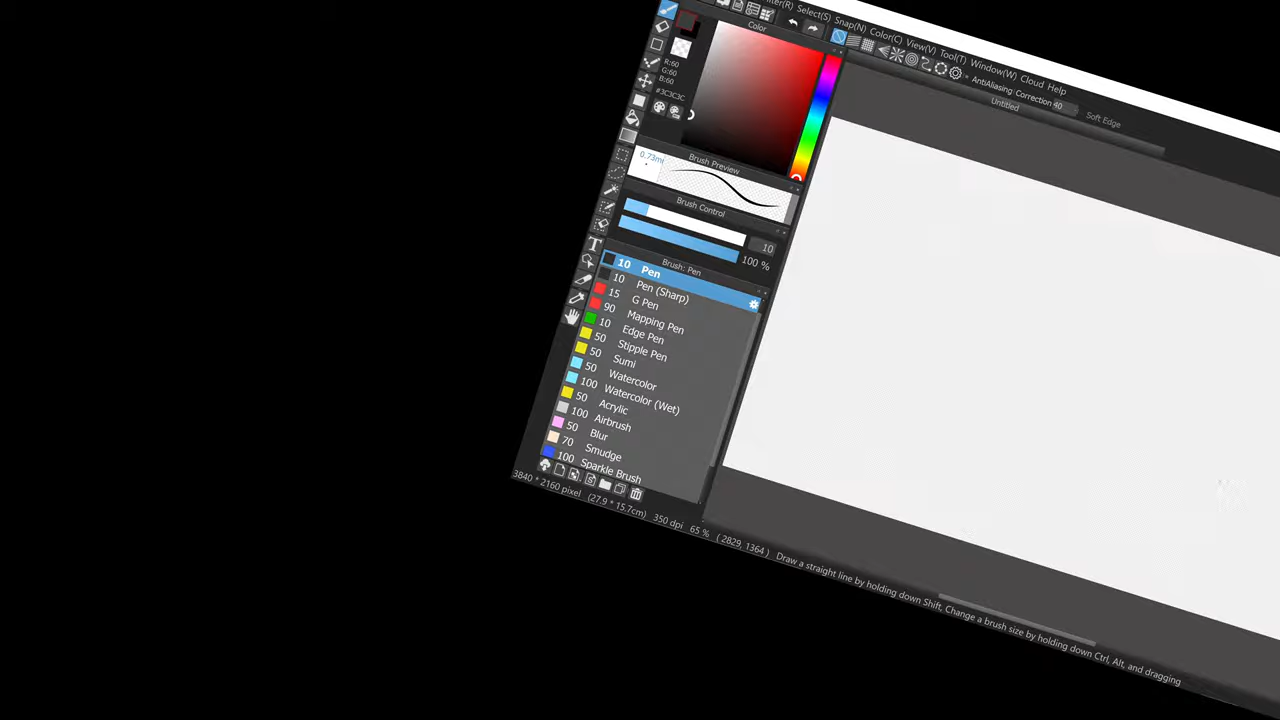 Select(S) Snap(N) Color(C) View(V) Tool(T) Window(W) Cloud Help
AntiAliasing Correction 40 Soft Edge
Untitled
Color
R:60
G:60
B:60
#3C3C3C
Brush Preview
Brush Control
10
100 %
Brush: Pen
10 Pen
10 Pen (Sharp)
15 G Pen
90 Mapping Pen
10 Edge Pen
50 Stipple Pen
50 Sumi
50 Watercolor
100 Watercolor (Wet)
50 Acrylic
100 Airbrush
50 Blur
70 Smudge
100 Sparkle Brush
3840 * 2160 pixel (27.9 * 15.7cm) 350 dpi 65 % ( 2829 1364 ) Draw a straight line by holding down Shift, Change a brush size by holding down Ctrl, Alt, and dragging